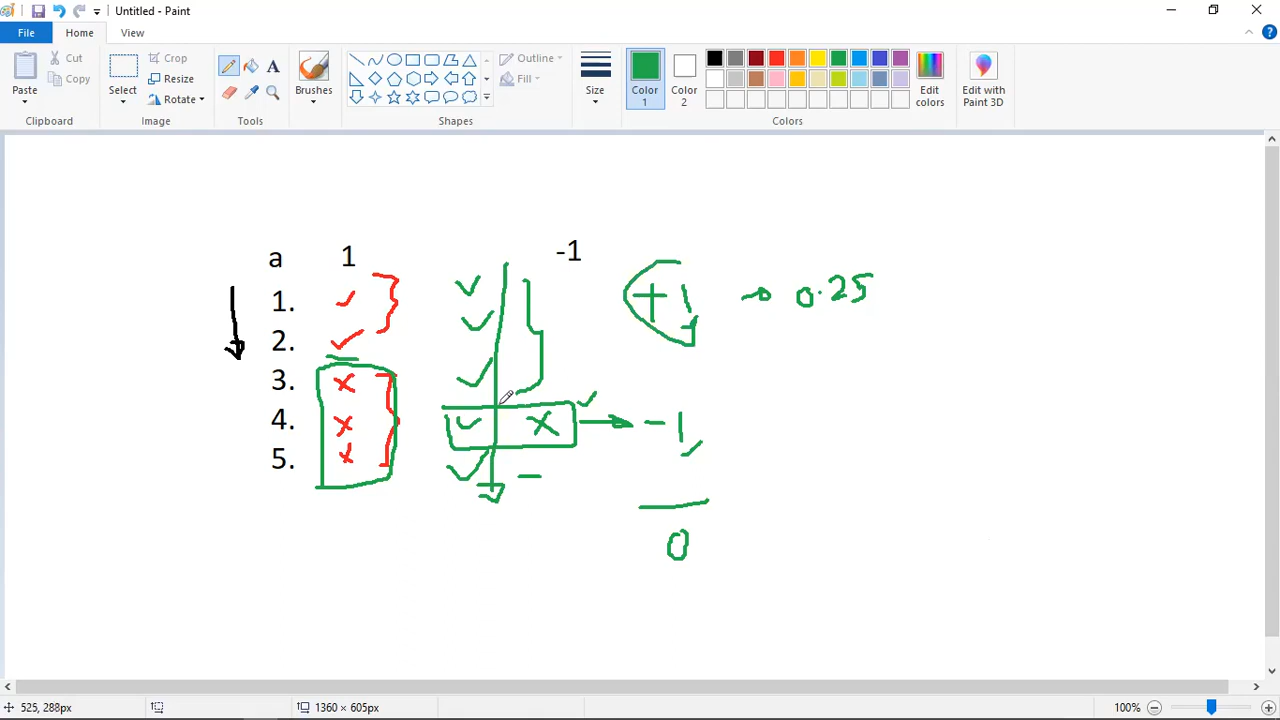 Untitled - Paint
File Home View
Paste
Cut
Copy
Clipboard
Select
Crop
Resize
Rotate
Image
Tools
Brushes
Shapes
Outline
Fill
Size
Color 1
Color 2
Colors
Edit colors
Edit with Paint 3D
a 1 -1
1. +1 → 0.25
2.
3.
4. → -1
5. -
0
525, 288px
1360 × 605px
100%